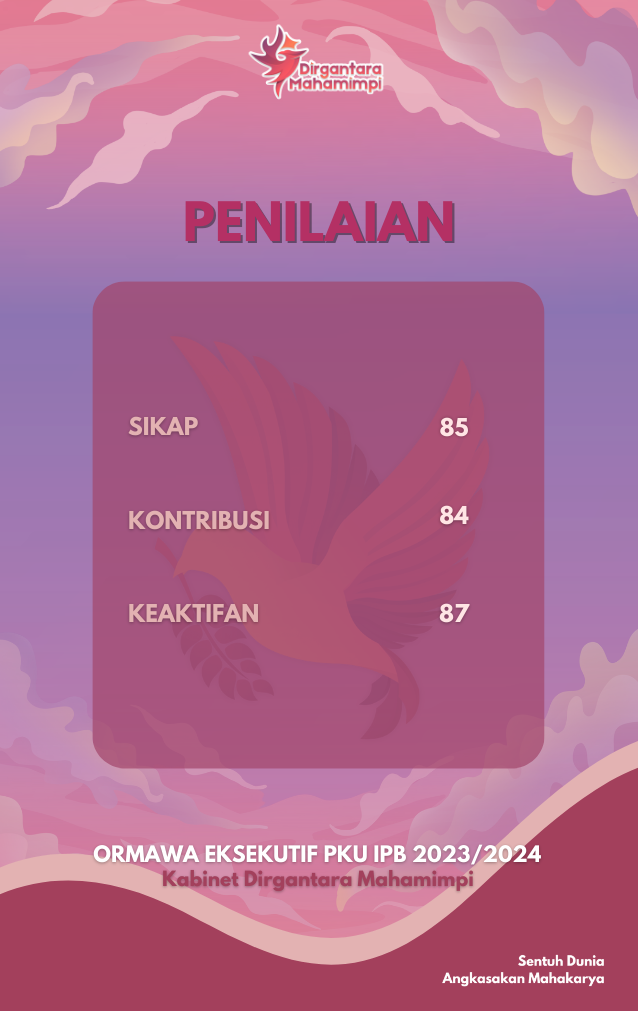 Dirgantara
Mahamimpi
PENILAIAN
SIKAP 85
KONTRIBUSI 84
KEAKTIFAN 87
ORMAWA EKSEKUTIF PKU IPB 2023/2024
Kabinet Dirgantara Mahamimpi
Sentuh Dunia
Angkasakan Mahakarya